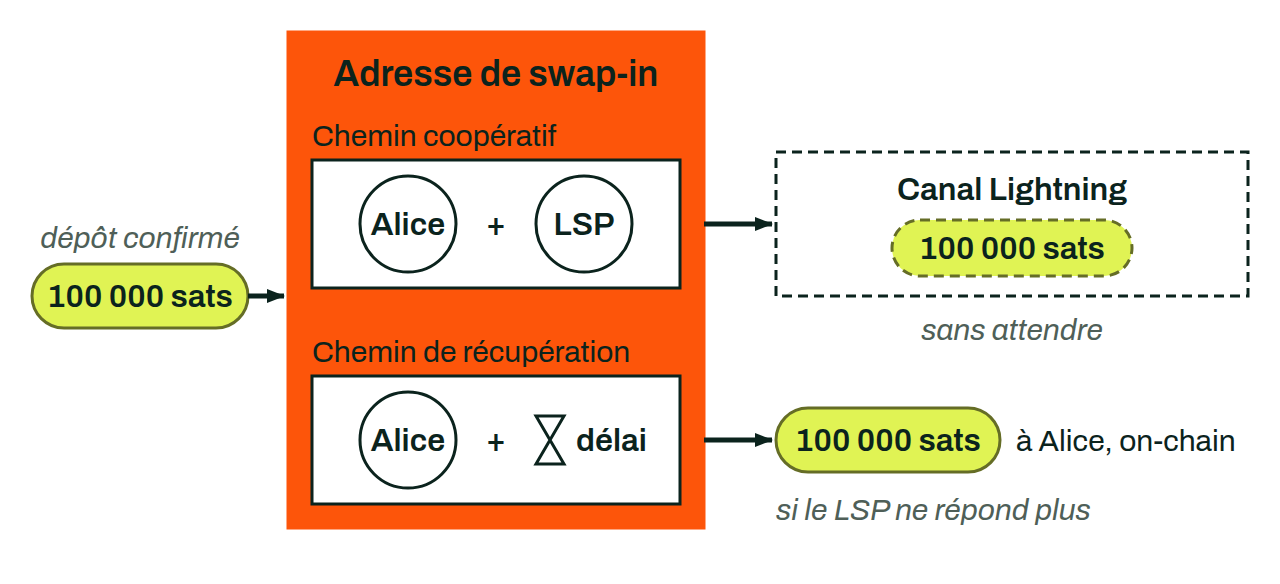 Adresse de swap-in
Chemin coopératif
Alice + LSP
dépôt confirmé
100 000 sats
Canal Lightning
100 000 sats
sans attendre
Chemin de récupération
Alice + délai
100 000 sats à Alice, on-chain
si le LSP ne répond plus